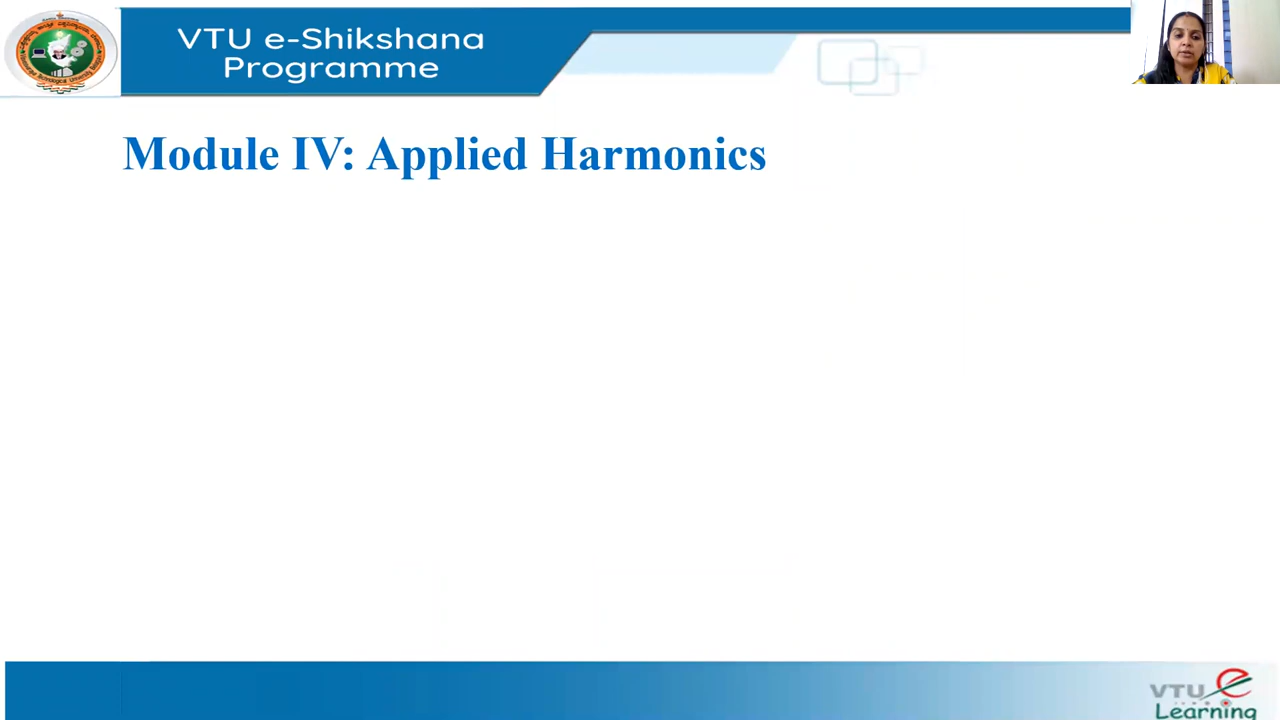 VTU e-Shikshana
Programme
Module IV: Applied Harmonics
VTU e
Learning